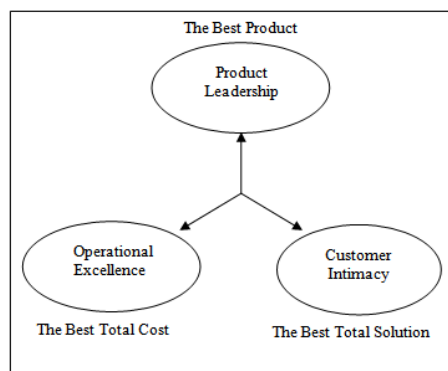 The Best Product
Product
Leadership
Operational
Excellence
Customer
Intimacy
The Best Total Cost
The Best Total Solution